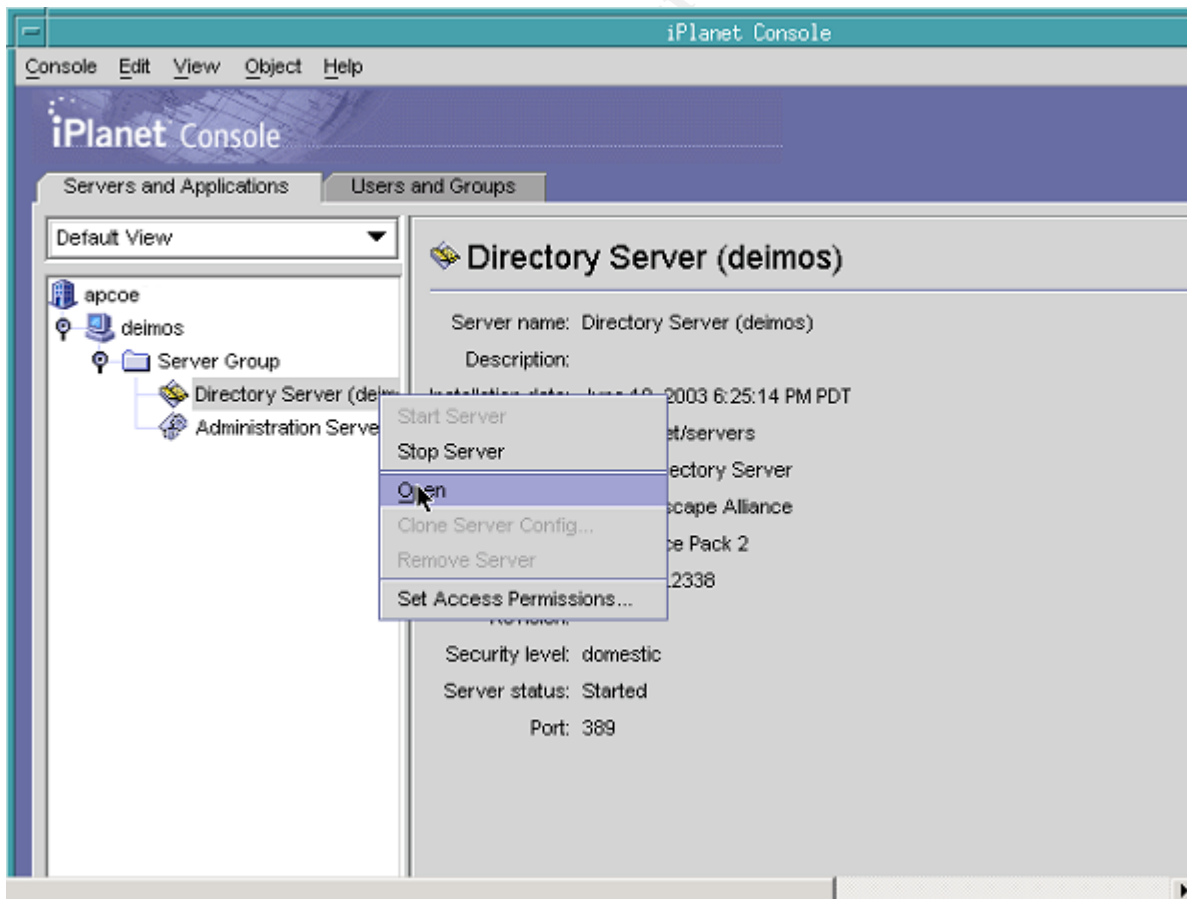 iPlanet Console
Console Edit View Object Help
iPlanet Console
Servers and Applications Users and Groups
Default View
apcoe
deimos
Server Group
Directory Server
Administration
Directory Server (deimos)
Server name: Directory Server (deimos)
Description:
2003 6:25:14 PM PDT
et/servers
ectory Server
scape Alliance
ce Pack 2
2338
Security level: domestic
Server status: Started
Port: 389
Start Server
Stop Server
Open
Clone Server Config...
Remove Server
Set Access Permissions...